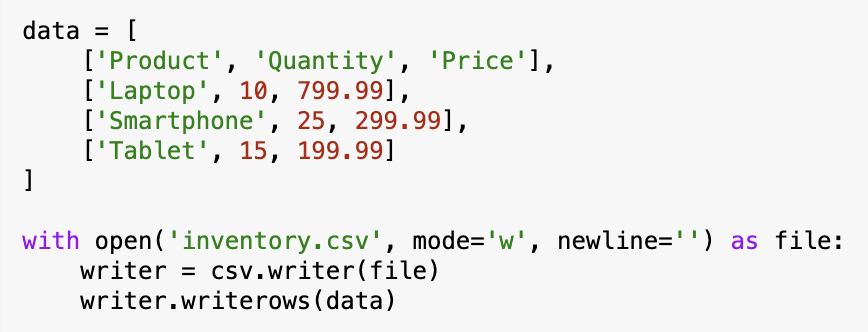 data = [
    ['Product', 'Quantity', 'Price'],
    ['Laptop', 10, 799.99],
    ['Smartphone', 25, 299.99],
    ['Tablet', 15, 199.99]
]

with open('inventory.csv', mode='w', newline='') as file:
    writer = csv.writer(file)
    writer.writerows(data)